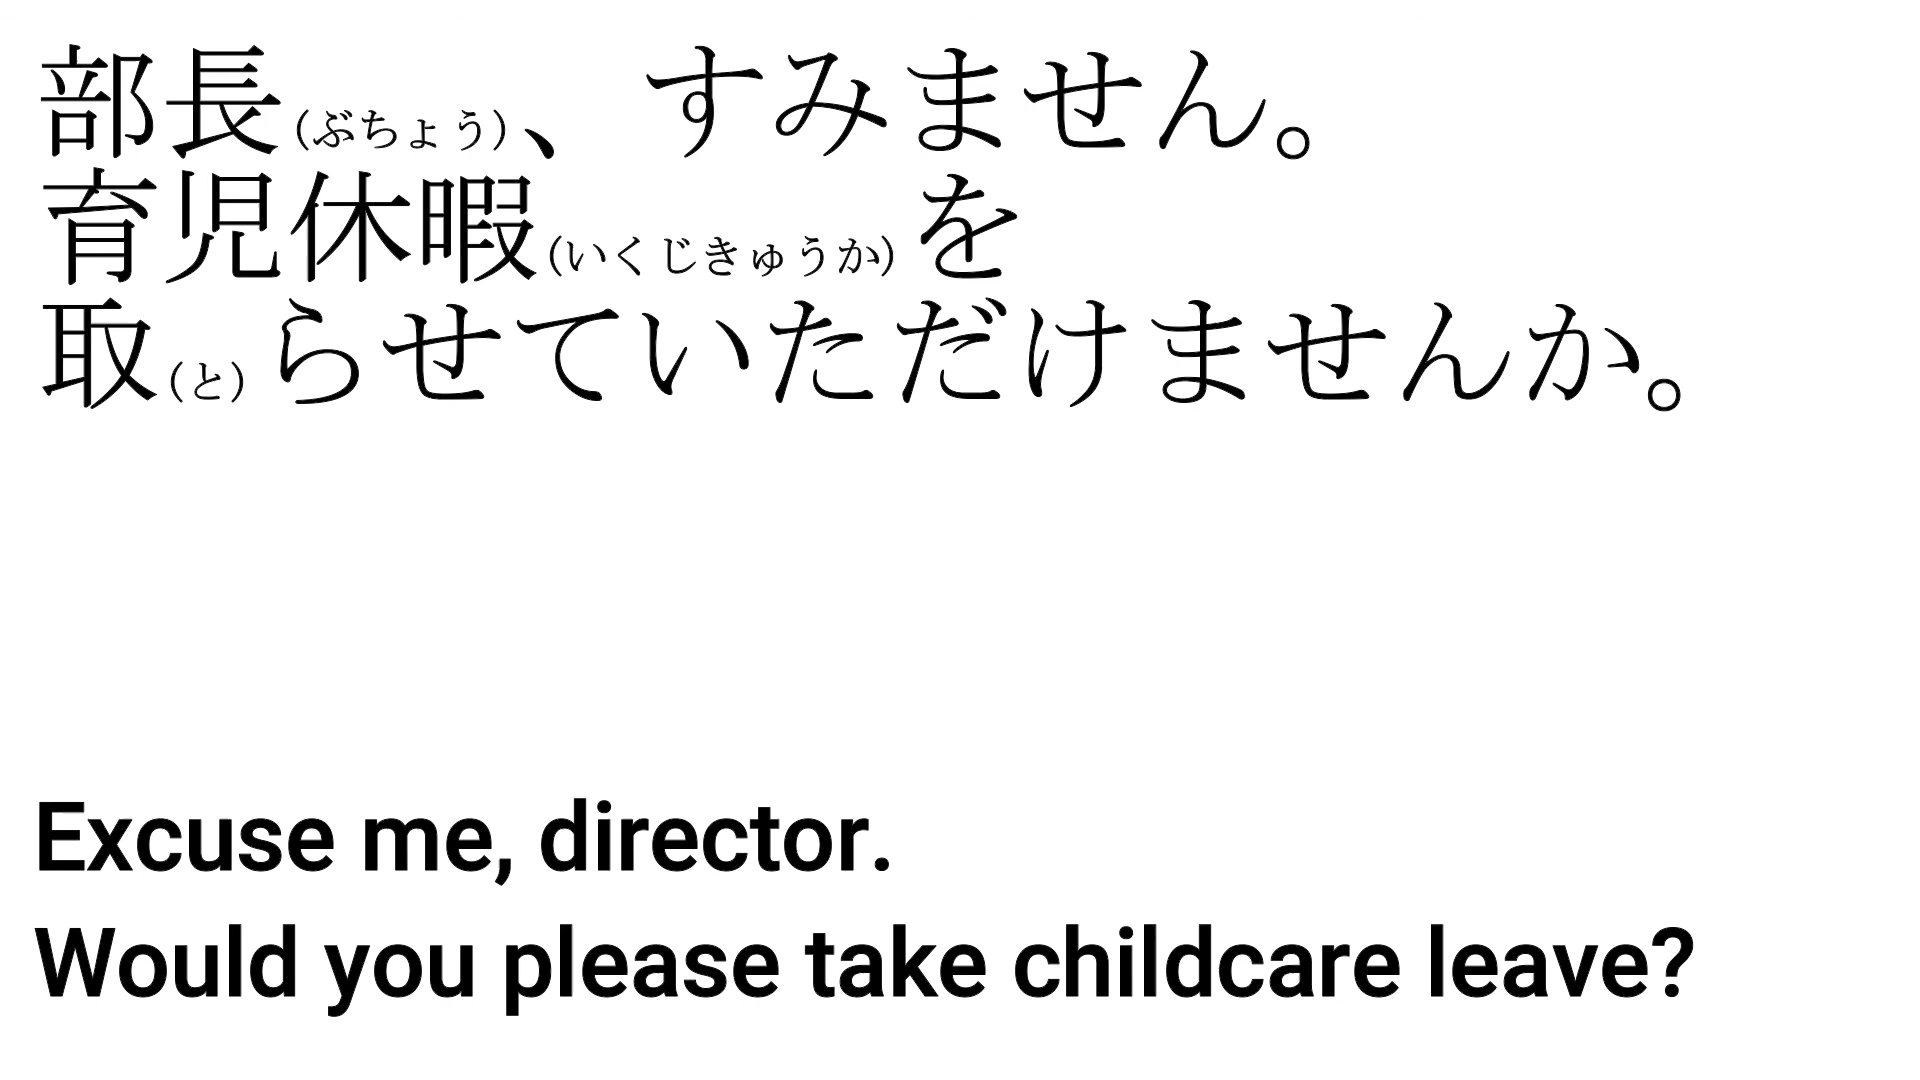 部長(ぶちょう)、すみません。
育児休暇(いくじきゅうか)を
取(と)らせていただけませんか。
Excuse me, director.
Would you please take childcare leave?